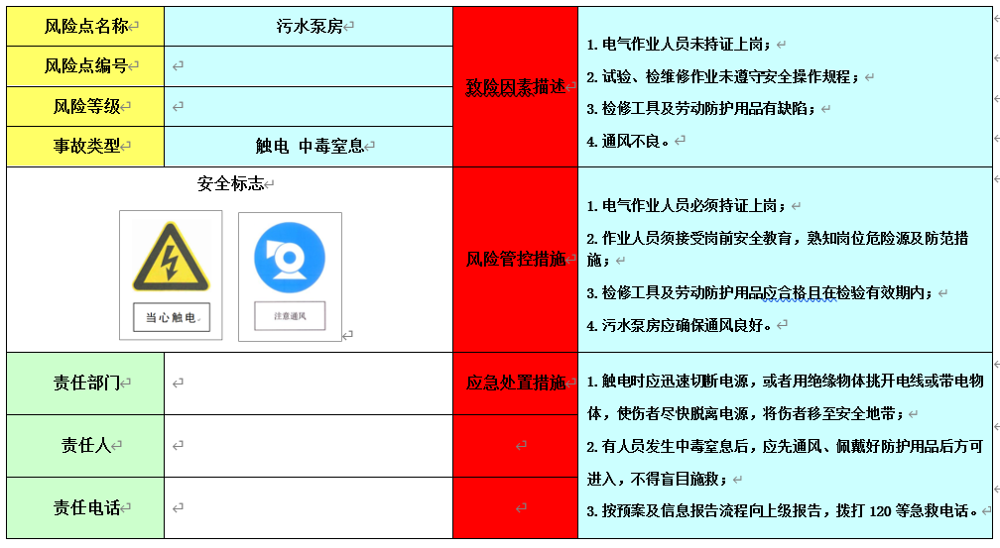 风险点名称
污水泵房
风险点编号
风险等级
事故类型
触电 中毒窒息
致险因素描述
1.电气作业人员未持证上岗；
2.试验、检维修作业未遵守安全操作规程；
3.检修工具及劳动防护用品有缺陷；
4.通风不良。
安全标志
当心触电
注意通风
风险管控措施
1.电气作业人员必须持证上岗；
2.作业人员须接受岗前安全教育，熟知岗位危险源及防范措
施；
3.检修工具及劳动防护用品应合格且在检验有效期内；
4.污水泵房应确保通风良好。
责任部门
责任人
责任电话
应急处置措施
1.触电时应迅速切断电源，或者用绝缘物体挑开电线或带电物
体，使伤者尽快脱离电源，将伤者移至安全地带；
2.有人员发生中毒窒息后，应先通风、佩戴好防护用品后方可
进入，不得盲目施救；
3.按预案及信息报告流程向上级报告，拨打120等急救电话。